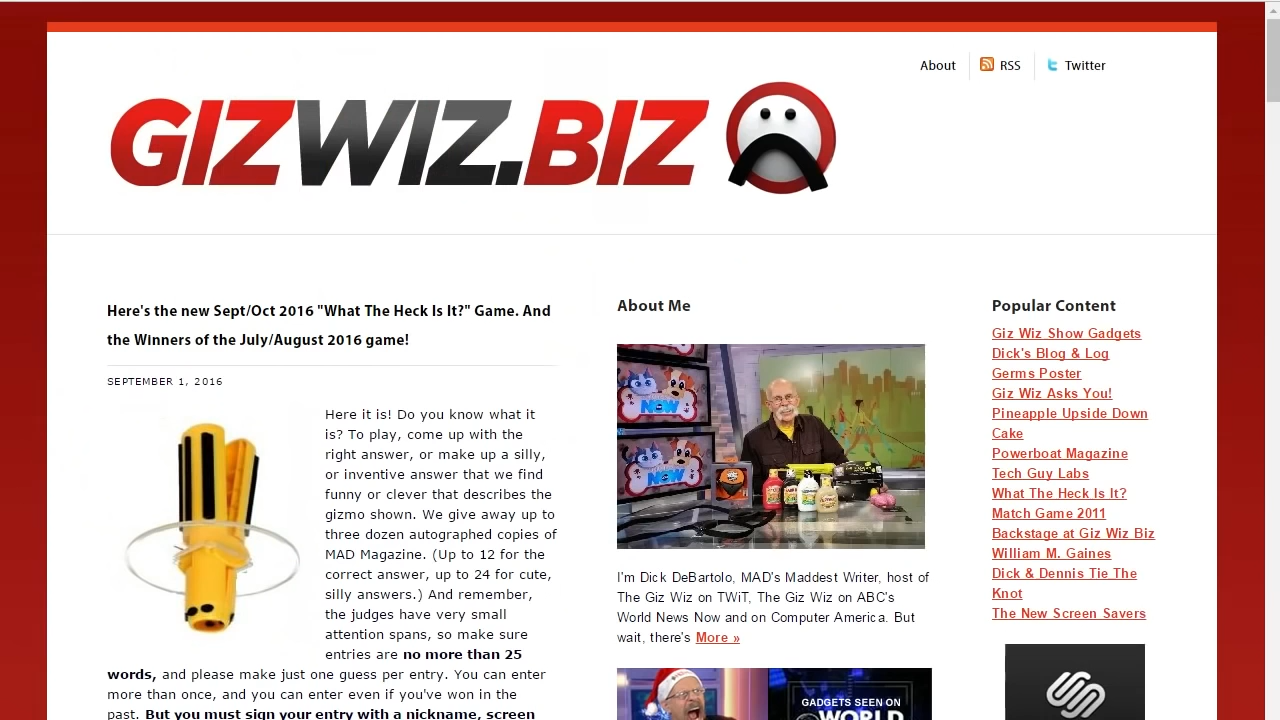 About
RSS
Twitter
GIZWIZ.BIZ
Here's the new Sept/Oct 2016 "What The Heck Is It?" Game. And
the Winners of the July/August 2016 game!
SEPTEMBER 1, 2016
Here it is! Do you know what it
is? To play, come up with the
right answer, or make up a silly,
or inventive answer that we find
funny or clever that describes the
gizmo shown. We give away up to
three dozen autographed copies of
MAD Magazine. (Up to 12 for the
correct answer, up to 24 for cute,
silly answers.) And remember,
the judges have very small
attention spans, so make sure
entries are no more than 25
words, and please make just one guess per entry. You can enter
more than once, and you can enter even if you've won in the
past. But you must sign your entry with a nickname, screen
About Me
NOW
NOW
I'm Dick DeBartolo, MAD's Maddest Writer, host of
The Giz Wiz on TWiT, The Giz Wiz on ABC's
World News Now and on Computer America. But
wait, there's More »
GADGETS SEEN ON
WORLD
Popular Content
Giz Wiz Show Gadgets
Dick's Blog & Log
Germs Poster
Giz Wiz Asks You!
Pineapple Upside Down
Cake
Powerboat Magazine
Tech Guy Labs
What The Heck Is It?
Match Game 2011
Backstage at Giz Wiz Biz
William M. Gaines
Dick & Dennis Tie The
Knot
The New Screen Savers